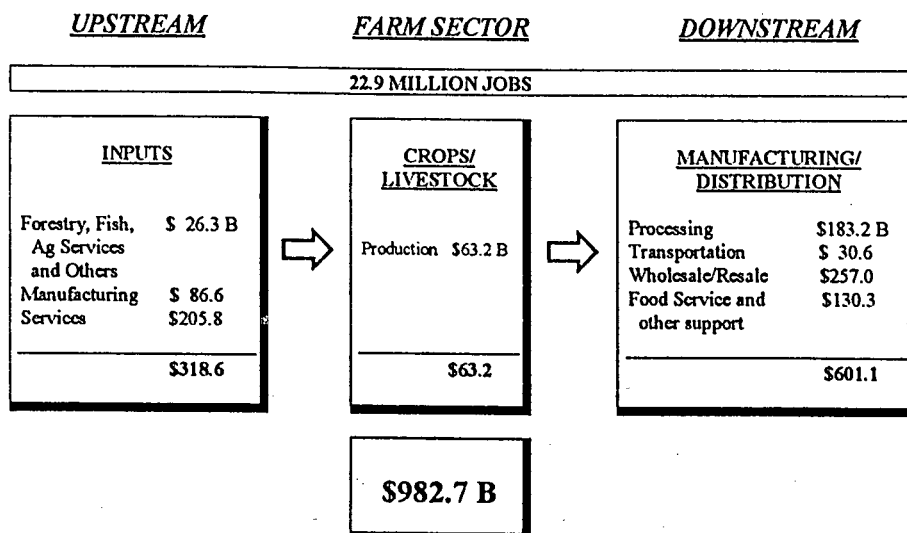 UPSTREAM
FARM SECTOR
DOWNSTREAM
22.9 MILLION JOBS
INPUTS
Forestry, Fish, $ 26.3 B
Ag Services
and Others
Manufacturing $ 86.6
Services $205.8
$318.6
CROPS/
LIVESTOCK
Production $63.2 B
$63.2
MANUFACTURING/
DISTRIBUTION
Processing $183.2 B
Transportation $ 30.6
Wholesale/Resale $257.0
Food Service and $130.3
other support
$601.1
$982.7 B